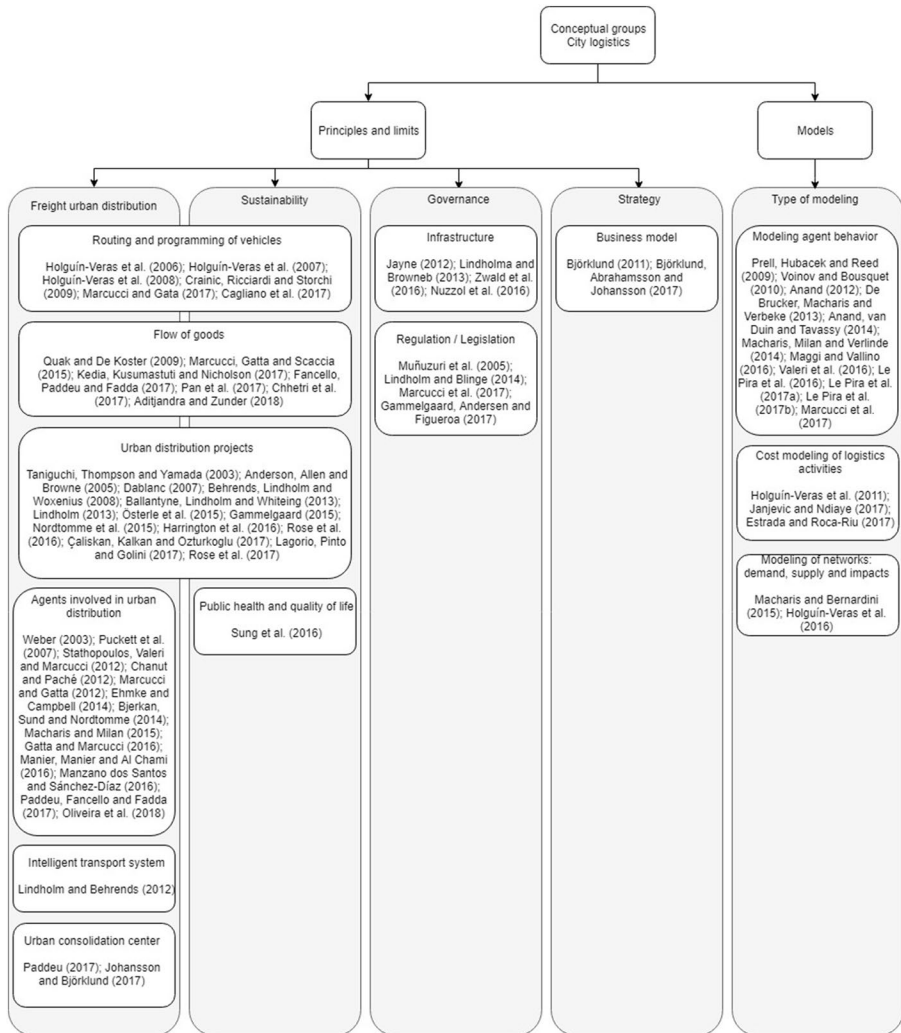 Conceptual groups
City logistics
Principles and limits
Models
Freight urban distribution
Sustainability
Governance
Strategy
Type of modeling
Routing and programming of vehicles
Holguín-Veras et al. (2006); Holguín-Veras et al. (2007);
Holguín-Veras et al. (2008); Crainic, Ricciardi and Storchi
(2009); Marcucci and Gata (2017); Cagliano et al. (2017)
Flow of goods
Quak and De Koster (2009); Marcucci, Gatta and Scaccia
(2015); Kedia, Kusumastuti and Nicholson (2017); Fancello,
Paddeu and Fadda (2017); Pan et al. (2017); Chhetri et al.
(2017); Aditjandra and Zunder (2018)
Urban distribution projects
Taniguchi, Thompson and Yamada (2003); Anderson, Allen and
Browne (2005); Dablanc (2007); Behrends, Lindholm and
Woxenius (2008); Ballantyne, Lindholm and Whiteing (2013);
Lindholm (2013); Österle et al. (2015); Gammelgaard (2015);
Nordtomme et al. (2015); Harrington et al. (2016); Rose et al.
(2016); Çaliskan, Kalkan and Ozturkoglu (2017); Lagorio, Pinto
and Golini (2017); Rose et al. (2017)
Agents involved in urban
distribution
Weber (2003); Puckett et al.
(2007); Stathopoulos, Valeri
and Marcucci (2012); Chanut
and Paché (2012); Marcucci
and Gatta (2012); Ehmke and
Campbell (2014); Bjerkan,
Sund and Nordtomme (2014);
Macharis and Milan (2015);
Gatta and Marcucci (2016);
Manier, Manier and Al Chami
(2016); Manzano dos Santos
and Sánchez-Díaz (2016);
Paddeu, Fancello and Fadda
(2017); Oliveira et al. (2018)
Intelligent transport system
Lindholm and Behrends (2012)
Urban consolidation center
Paddeu (2017); Johansson
and Björklund (2017)
Public health and quality of life
Sung et al. (2016)
Infrastructure
Jayne (2012); Lindholma and
Browneb (2013); Zwald et al.
(2016); Nuzzol et al. (2016)
Regulation / Legislation
Muñuzuri et al. (2005);
Lindholm and Blinge (2014);
Marcucci et al. (2017);
Gammelgaard, Andersen and
Figueroa (2017)
Business model
Björklund (2011); Björklund,
Abrahamsson and
Johansson (2017)
Modeling agent behavior
Prell, Hubacek and Reed
(2009); Voinov and Bousquet
(2010); Anand (2012); De
Brucker, Macharis and
Verbeke (2013); Anand, van
Duin and Tavassy (2014);
Macharis, Milan and Verlinde
(2014); Maggi and Vallino
(2016); Valeri et al. (2016); Le
Pira et al. (2016); Le Pira et al.
(2017a); Le Pira et al.
(2017b); Marcucci et al.
(2017)
Cost modeling of logistics
activities
Holguín-Veras et al. (2011);
Janjevic and Ndiaye (2017);
Estrada and Roca-Riu (2017)
Modeling of networks:
demand, supply and impacts
Macharis and Bernardini
(2015); Holguín-Veras et al.
(2016)